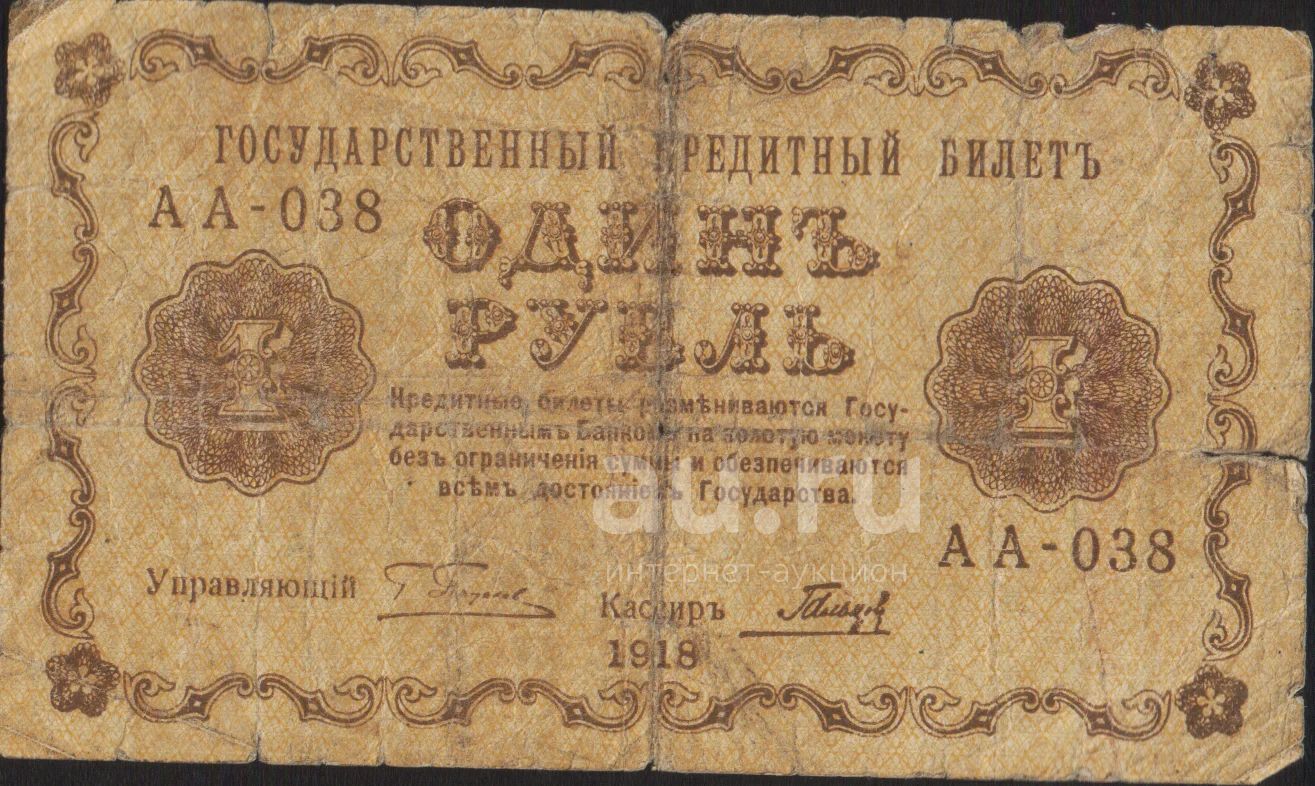 ГОСУДАРСТВЕННЫЙ КРЕДИТНЫЙ БИЛЕТЪ
АА-038
ОДИНЪ
РУБЛЬ
1
1
Кредитные билеты размѣниваются Госу-
дарственнымъ Банкомъ на золотую монету
безъ ограниченія суммы и обезпечиваются
всѣмъ достояніемъ Государства.
au.ru
интернет-аукцион
АА-038
Управляющій
Кассиръ
1918